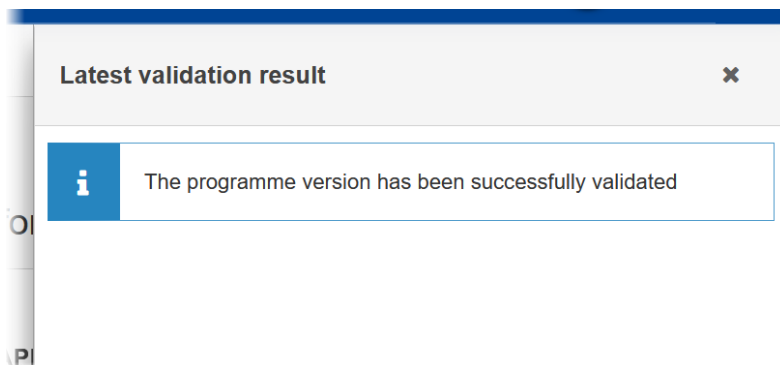 Latest validation result
The programme version has been successfully validated